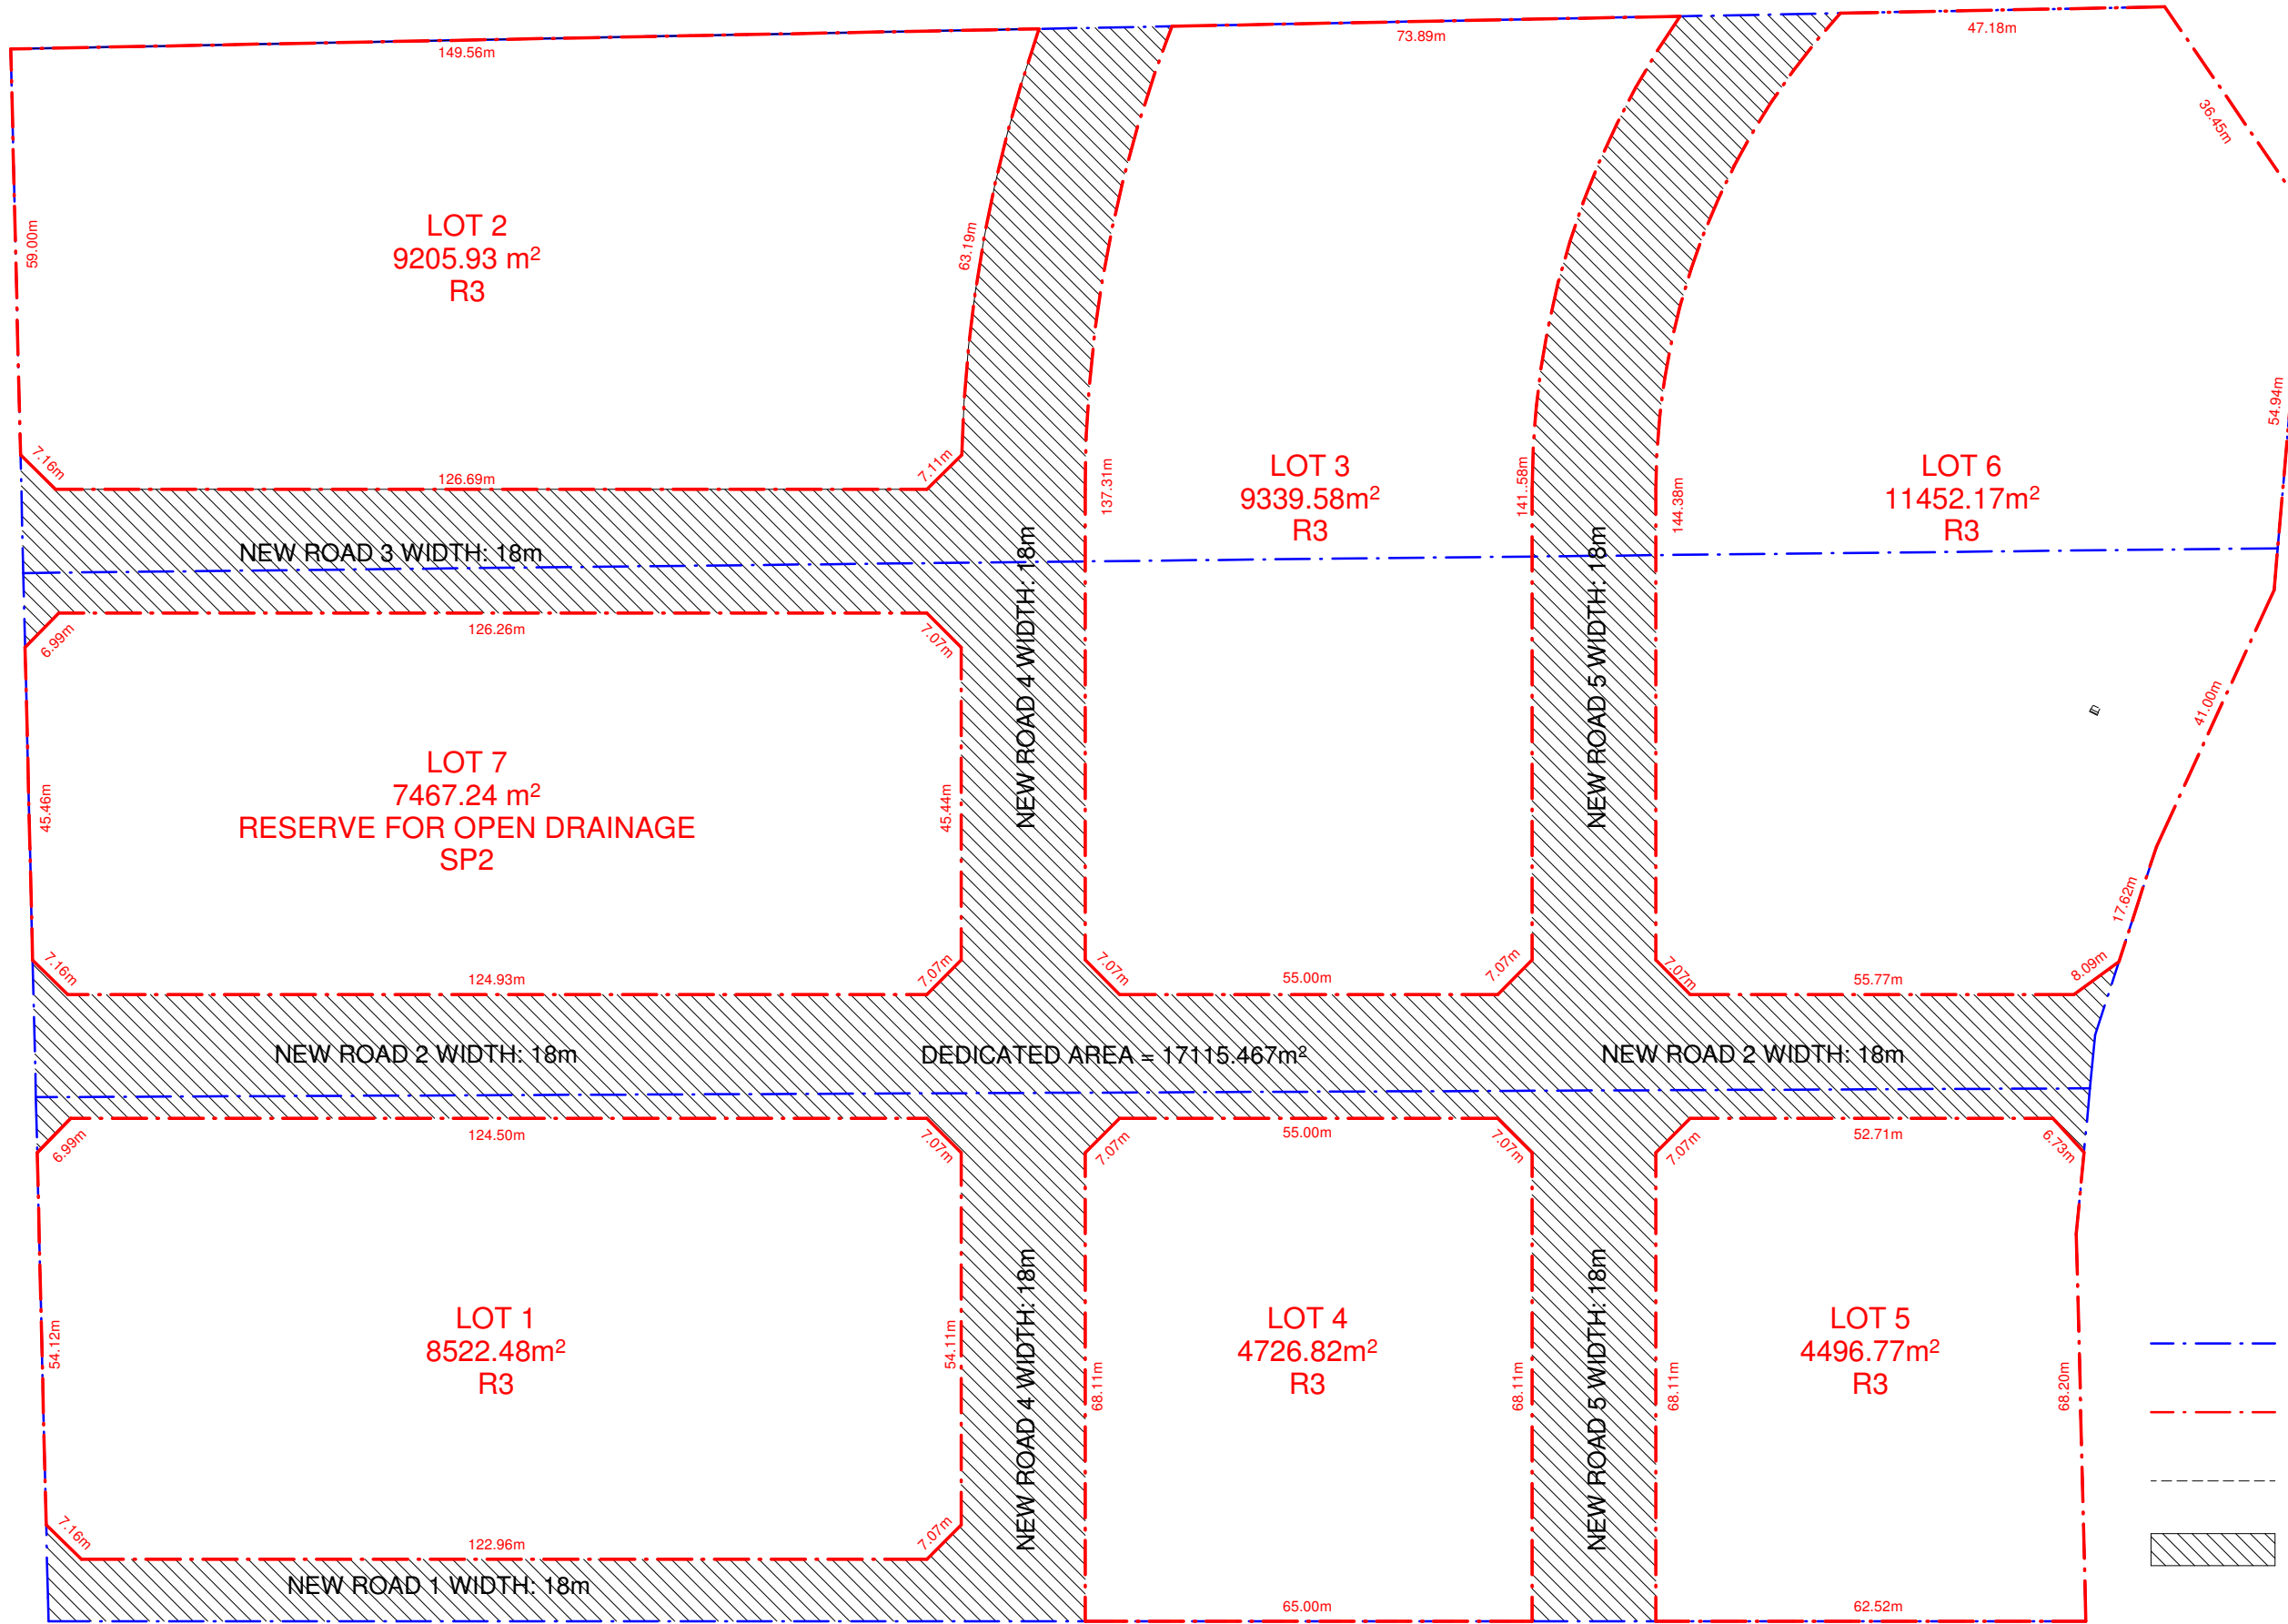 149.56m
73.89m
47.18m
36.45m
59.00m
LOT 2
9205.93 m²
R3
63.19m
54.94m
7.16m
126.69m
7.11m
137.31m
LOT 3
9339.58m²
R3
141..58m
144.38m
LOT 6
11452.17m²
R3
NEW ROAD 3 WIDTH: 18m
NEW ROAD 4 WIDTH: 18m
NEW ROAD 5 WIDTH: 18m
6.99m
126.26m
7.07m
41.00m
45.46m
LOT 7
7467.24 m²
RESERVE FOR OPEN DRAINAGE
SP2
45.44m
17.62m
7.16m
124.93m
7.07m
7.07m
55.00m
7.07m
7.07m
55.77m
8.09m
NEW ROAD 2 WIDTH: 18m
DEDICATED AREA = 17115.467m²
NEW ROAD 2 WIDTH: 18m
6.99m
124.50m
7.07m
7.07m
55.00m
7.07m
7.07m
52.71m
6.73m
54.12m
LOT 1
8522.48m²
R3
54.11m
NEW ROAD 4 WIDTH: 18m
68.11m
LOT 4
4726.82m²
R3
68.11m
NEW ROAD 5 WIDTH: 18m
68.11m
LOT 5
4496.77m²
R3
68.20m
7.16m
122.96m
7.07m
NEW ROAD 1 WIDTH: 18m
65.00m
62.52m